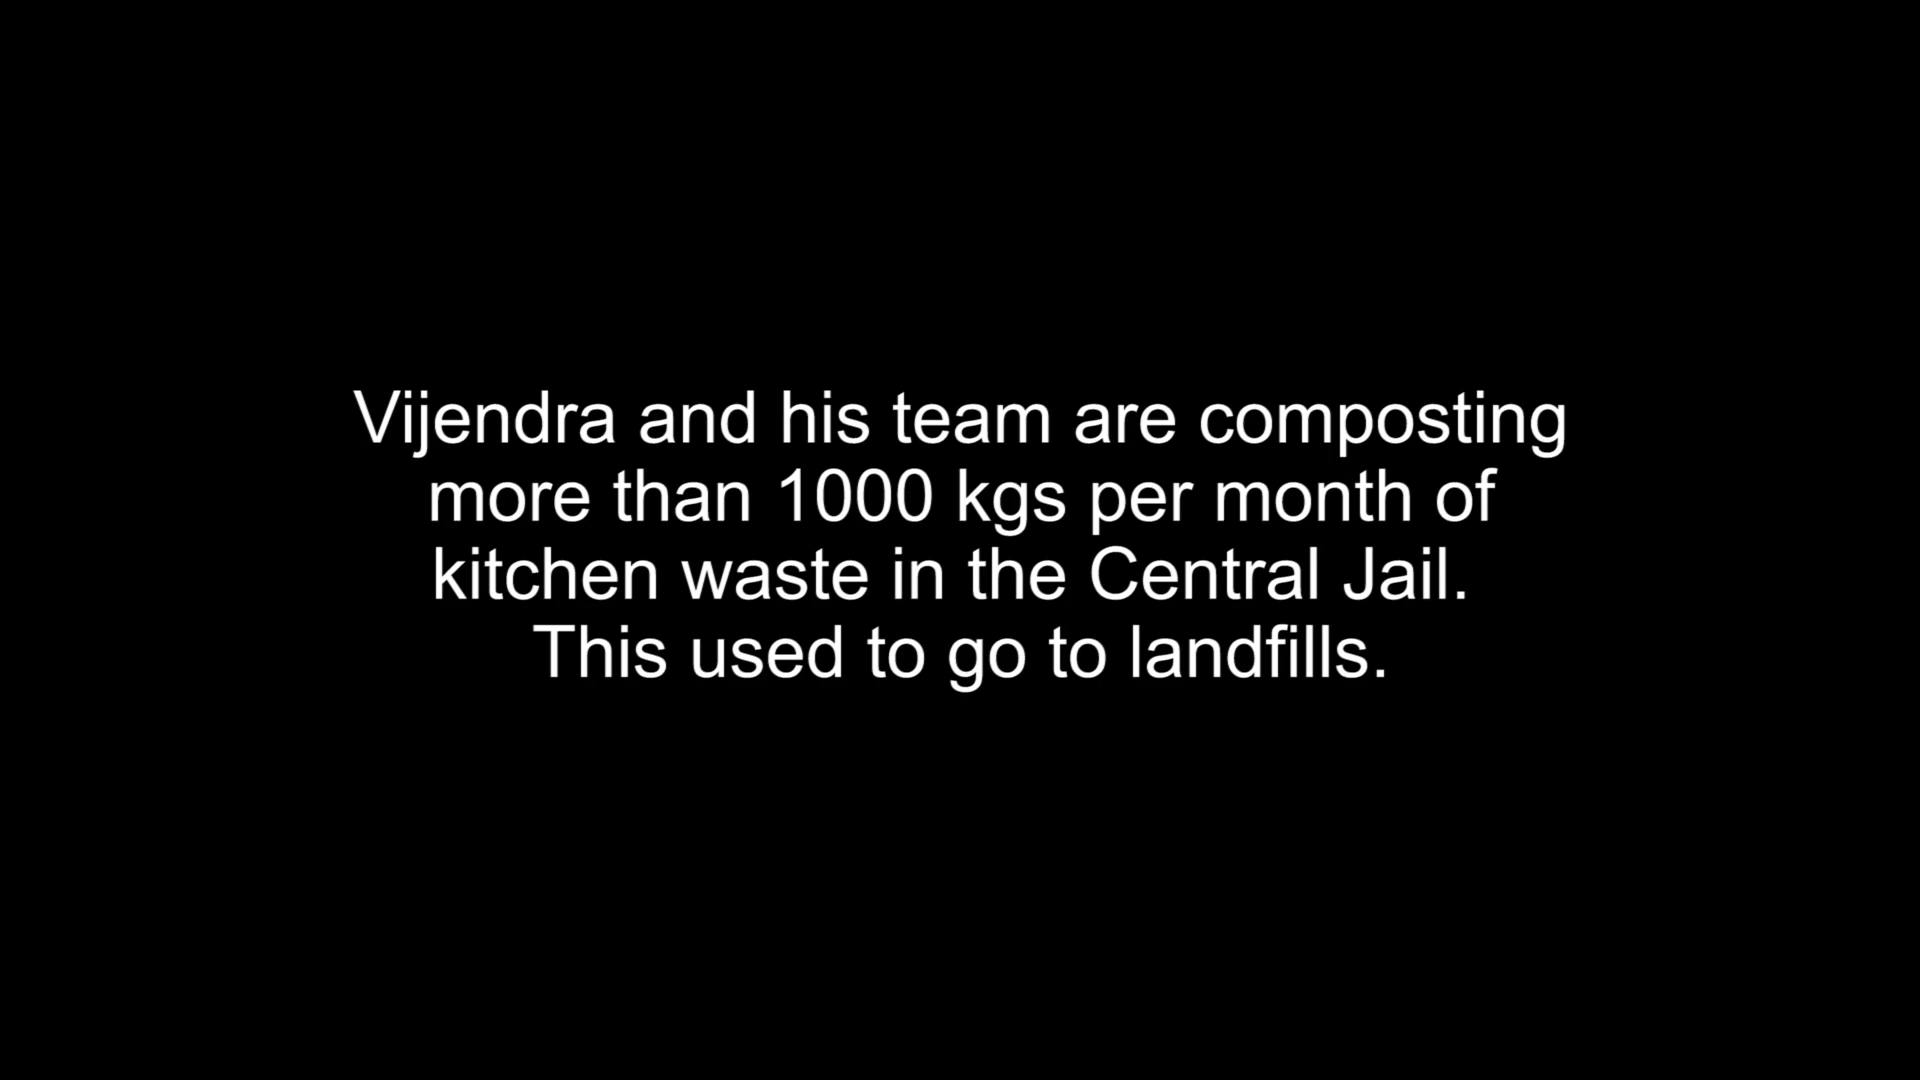 Vijendra and his team are composting
more than 1000 kgs per month of
kitchen waste in the Central Jail.
This used to go to landfills.